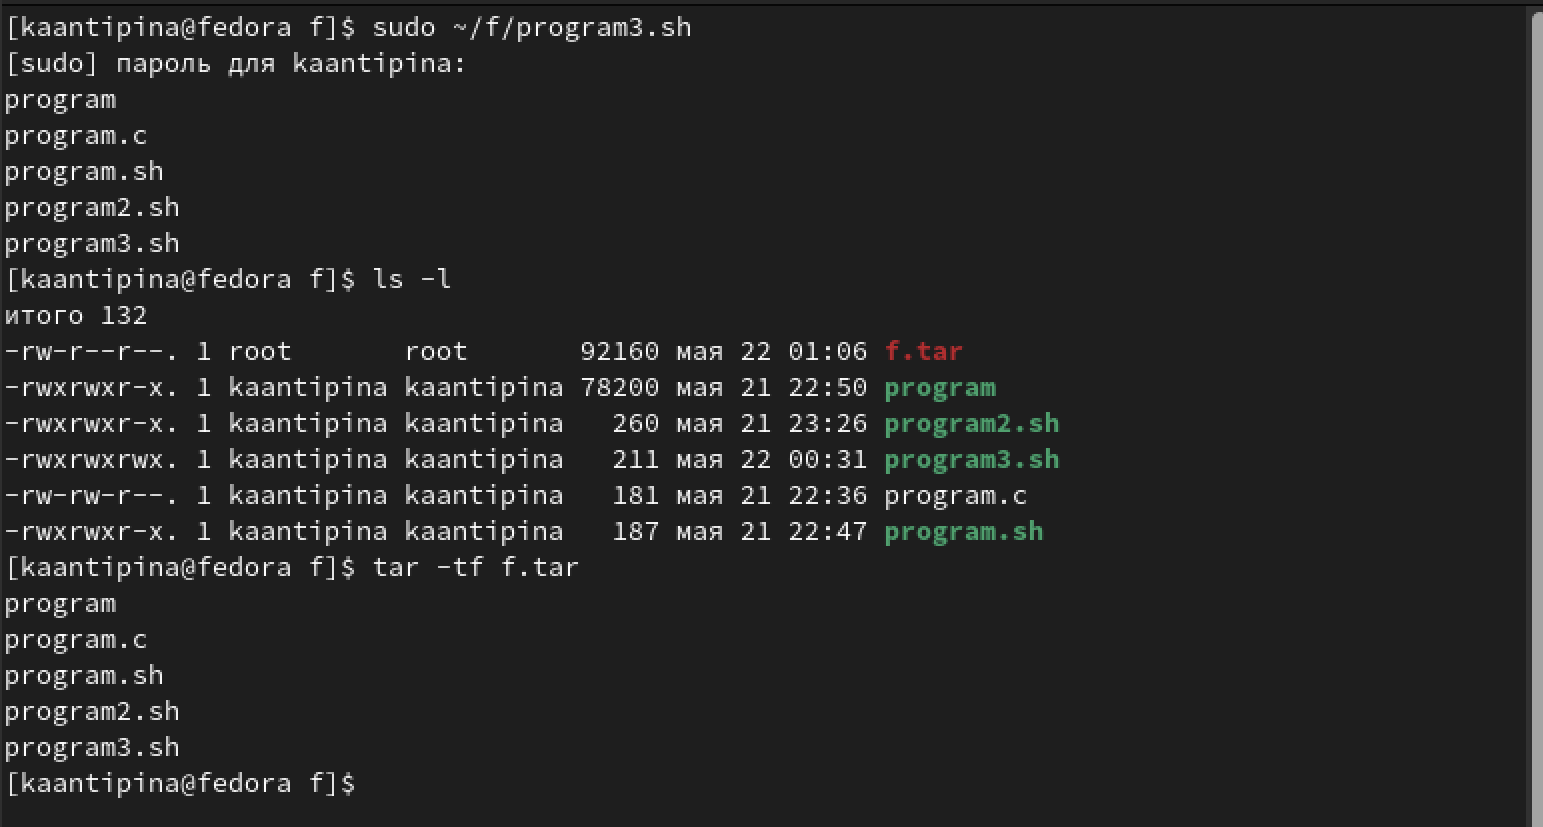 [kaantipina@fedora f]$ sudo ~/f/program3.sh
[sudo] пароль для kaantipina:
program
program.c
program.sh
program2.sh
program3.sh
[kaantipina@fedora f]$ ls -l
итого 132
-rw-r--r--. 1 root       root       92160 мая 22 01:06 f.tar
-rwxrwxr-x. 1 kaantipina kaantipina 78200 мая 21 22:50 program
-rwxrwxr-x. 1 kaantipina kaantipina   260 мая 21 23:26 program2.sh
-rwxrwxrwx. 1 kaantipina kaantipina   211 мая 22 00:31 program3.sh
-rw-rw-r--. 1 kaantipina kaantipina   181 мая 21 22:36 program.c
-rwxrwxr-x. 1 kaantipina kaantipina   187 мая 21 22:47 program.sh
[kaantipina@fedora f]$ tar -tf f.tar
program
program.c
program.sh
program2.sh
program3.sh
[kaantipina@fedora f]$